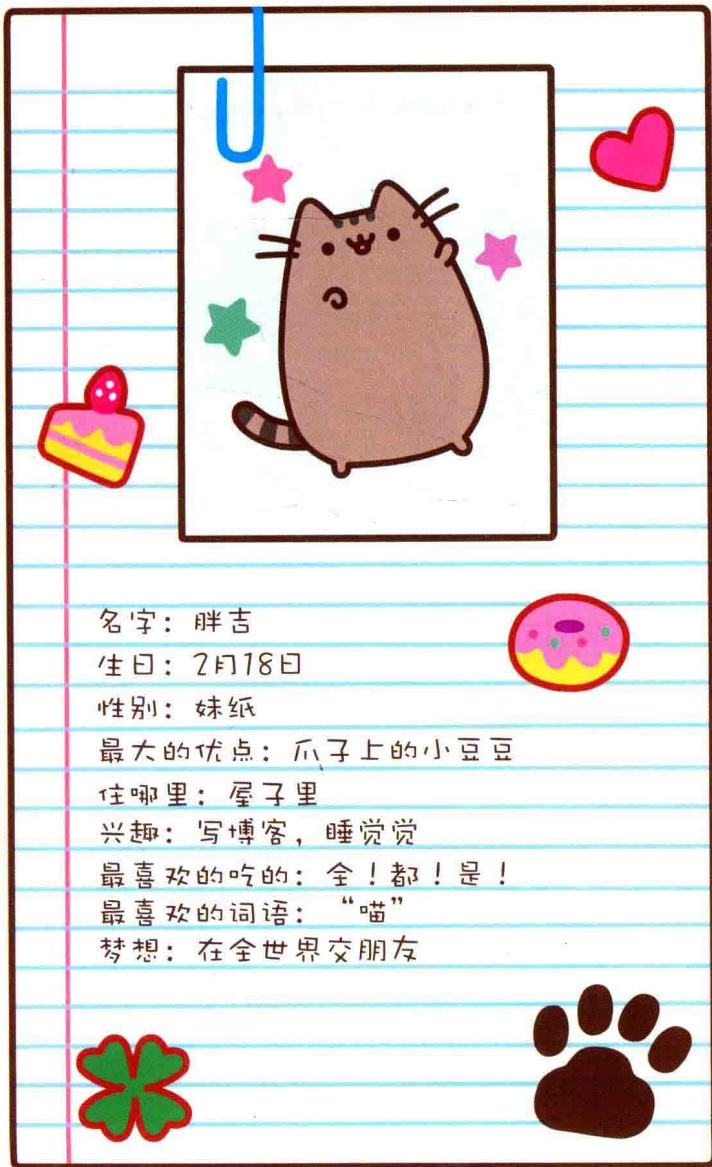 名字：胖吉
生日：2月18日
性别：妹纸
最大的优点：爪子上的小豆豆
住哪里：屋子里
兴趣：写博客，睡觉觉
最喜欢的吃的：全！都！是！
最喜欢的词语：“喵”
梦想：在全世界交朋友